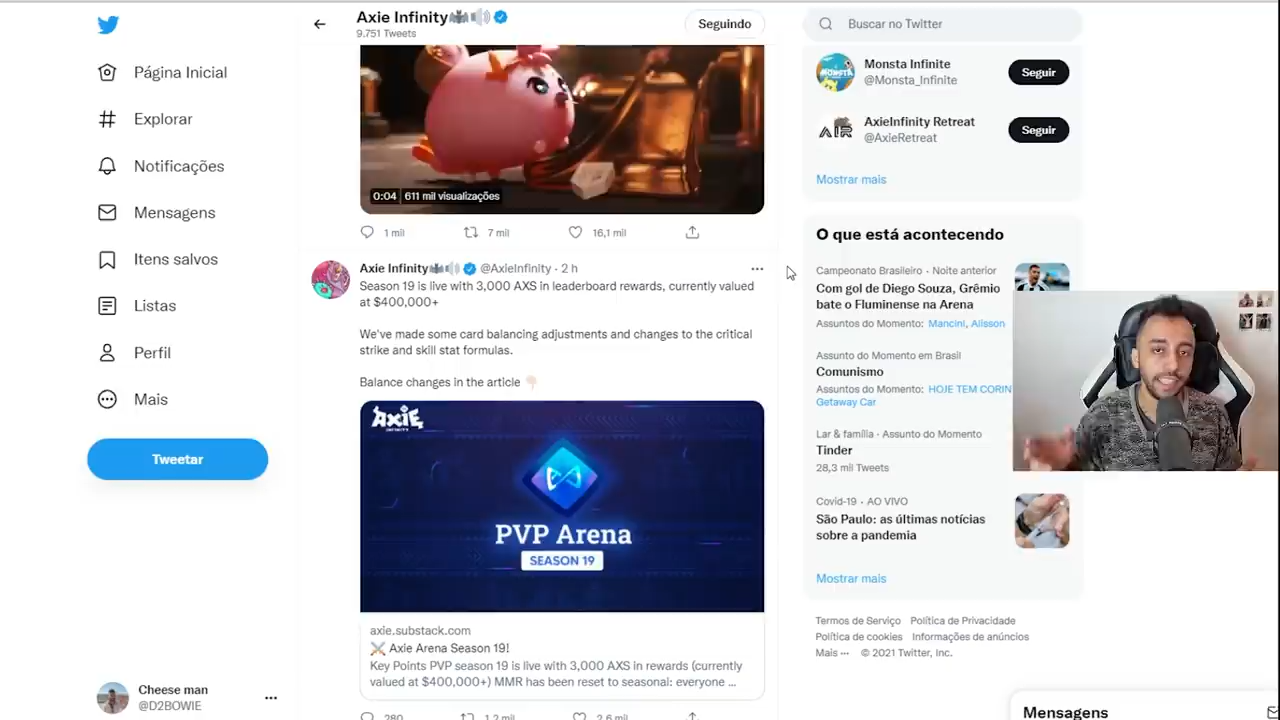 Página Inicial
Explorar
Notificações
Mensagens
Itens salvos
Listas
Perfil
Mais
Tweetar
Cheese man
@D2BOWIE
Axie Infinity
9.751 Tweets
Seguindo
0:04 611 mil visualizações
1 mil 7 mil 16,1 mil
Axie Infinity @AxieInfinity · 2 h
Season 19 is live with 3,000 AXS in leaderboard rewards, currently valued
at $400,000+
We've made some card balancing adjustments and changes to the critical
strike and skill stat formulas.
Balance changes in the article
AXIE
INFINITY
PVP Arena
SEASON 19
axie.substack.com
⚔️ Axie Arena Season 19!
Key Points PVP season 19 is live with 3,000 AXS in rewards (currently
valued at $400,000+) MMR has been reset to seasonal: everyone ...
280 1,2 mil 2,6 mil
Buscar no Twitter
Monsta Infinite
@Monsta_Infinite
Seguir
AxieInfinity Retreat
@AxieRetreat
Seguir
Mostrar mais
O que está acontecendo
Campeonato Brasileiro · Noite anterior
Com gol de Diego Souza, Grêmio
bate o Fluminense na Arena
Assuntos do Momento: Mancini, Alisson
Assunto do Momento em Brasil
Comunismo
Assuntos do Momento: HOJE TEM CORIN
Getaway Car
Lar & família · Assunto do Momento
Tinder
28,3 mil Tweets
Covid-19 · AO VIVO
São Paulo: as últimas notícias
sobre a pandemia
Mostrar mais
Termos de Serviço Política de Privacidade
Política de cookies Informações de anúncios
Mais ··· © 2021 Twitter, Inc.
Mensagens